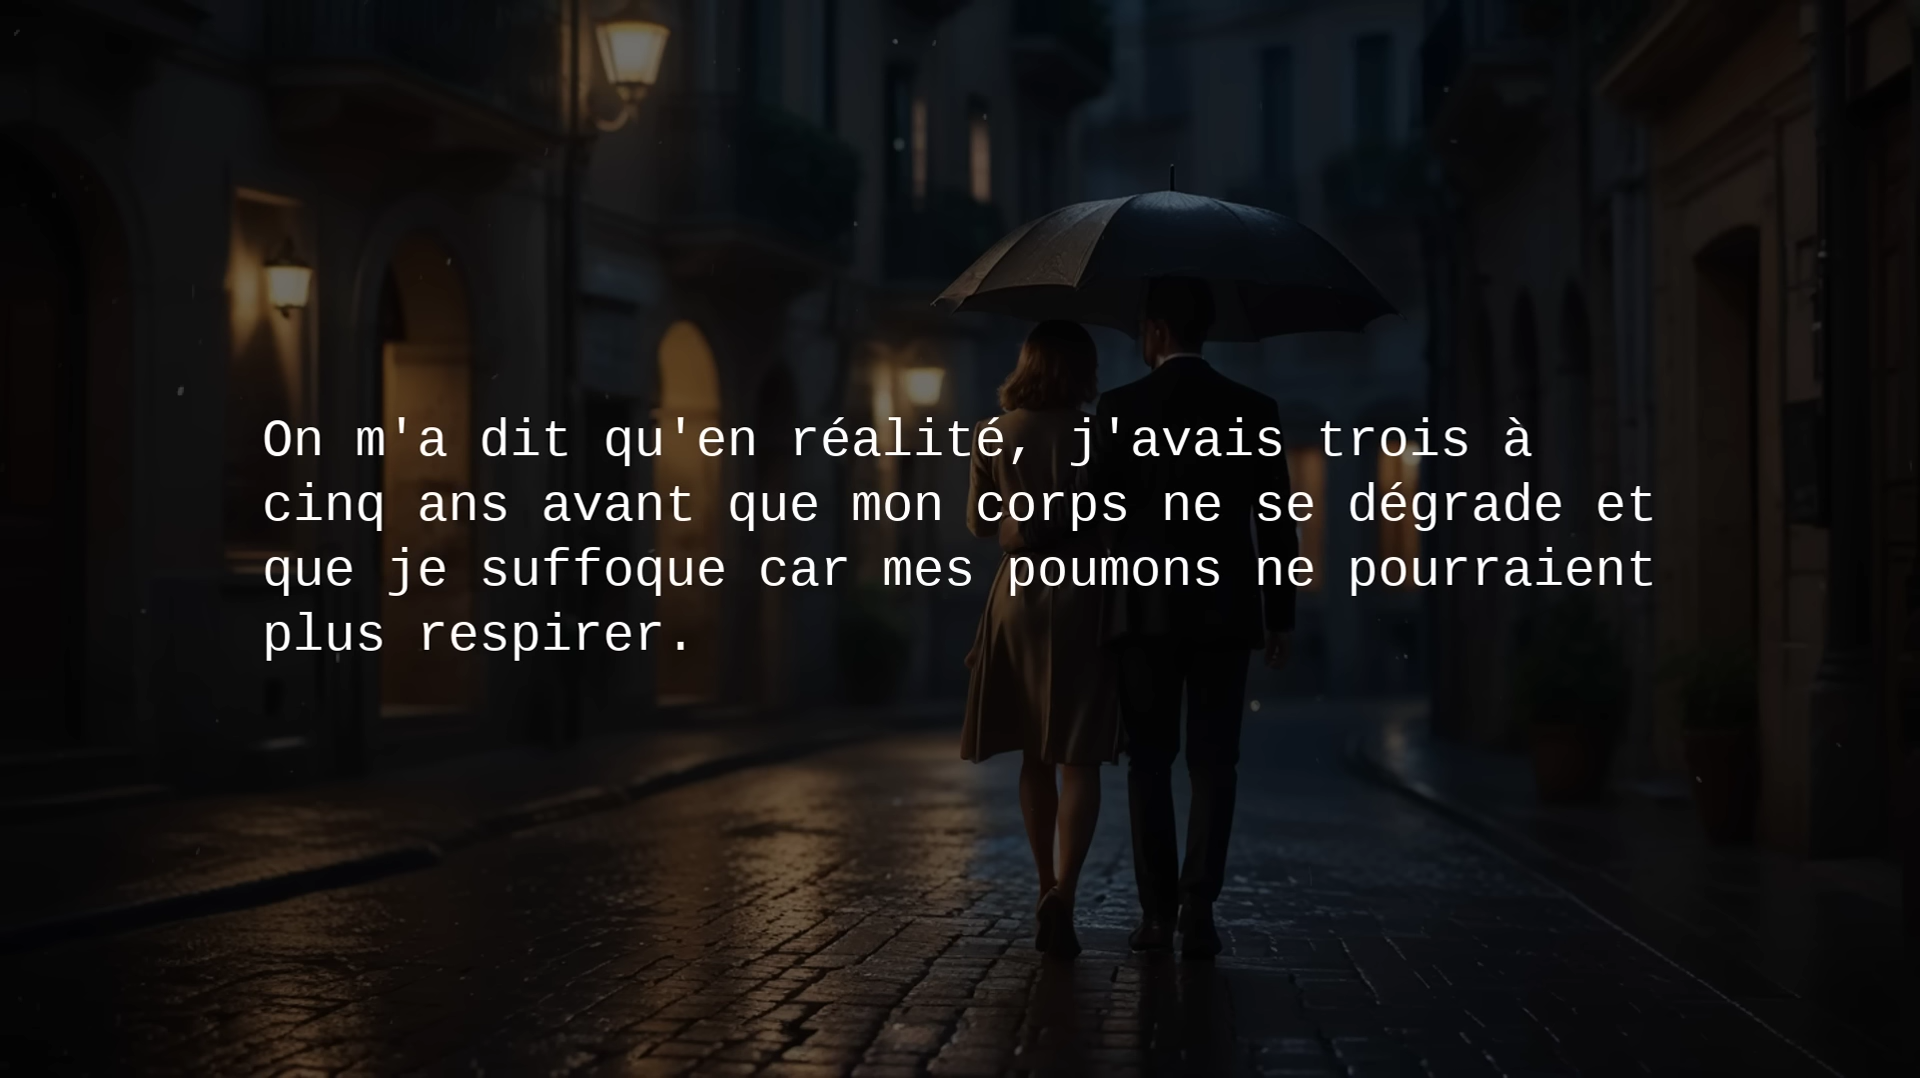 On m'a dit qu'en réalité, j'avais trois à
cinq ans avant que mon corps ne se dégrade et
que je suffoque car mes poumons ne pourraient
plus respirer.